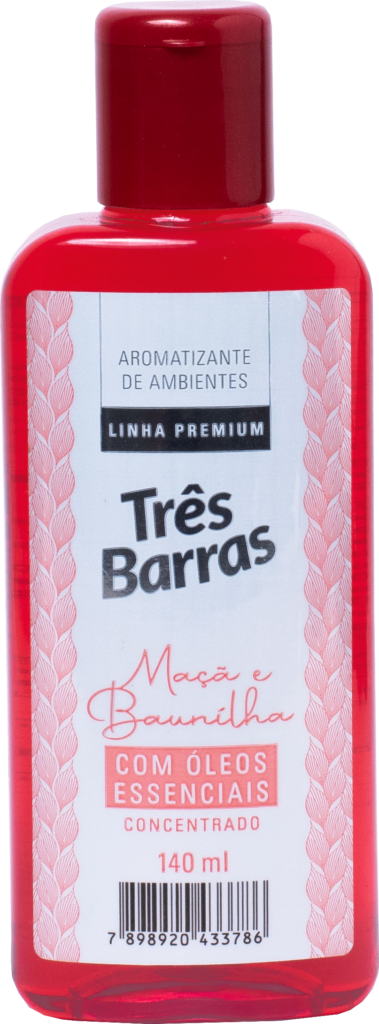 AROMATIZANTE
DE AMBIENTES
LINHA PREMIUM
Três
Barras
Maçã e
Baunilha
COM ÓLEOS
ESSENCIAIS
CONCENTRADO
140 ml
7 898920 433786